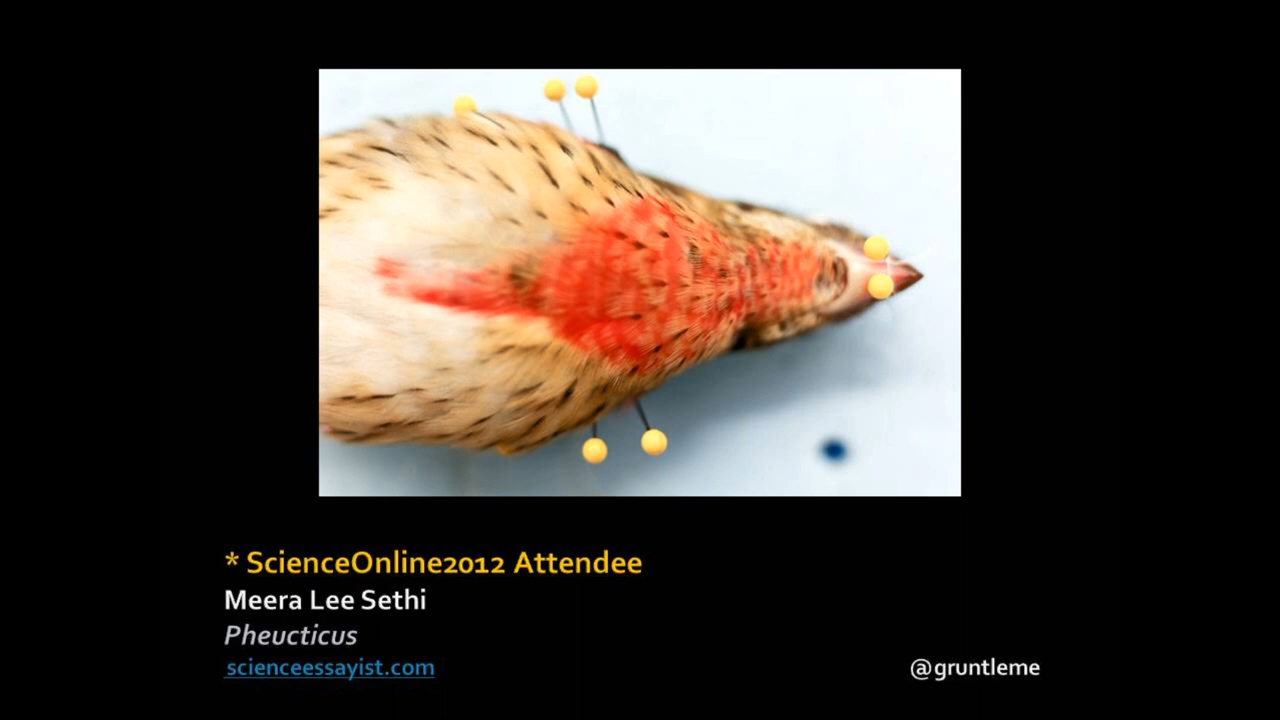 * ScienceOnline2012 Attendee
Meera Lee Sethi
Pheucticus
scienceessayist.com
@gruntleme